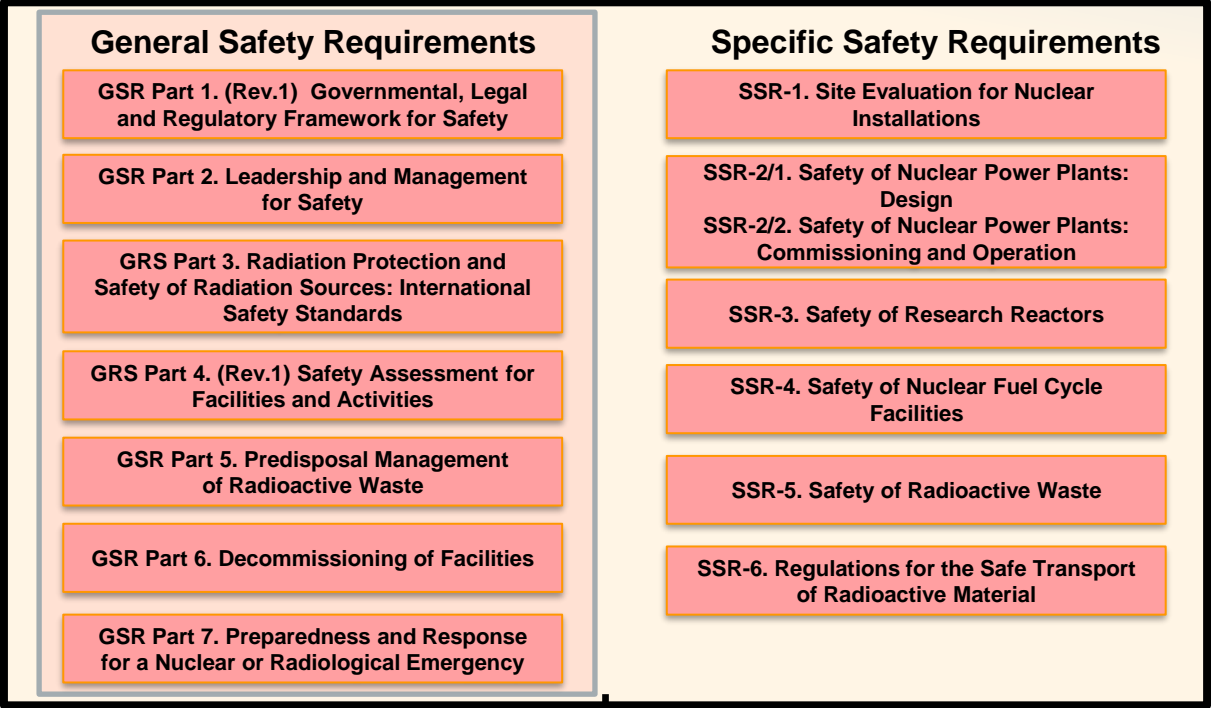 General Safety Requirements
GSR Part 1. (Rev.1)  Governmental, Legal
and Regulatory Framework for Safety
GSR Part 2. Leadership and Management
for Safety
GRS Part 3. Radiation Protection and
Safety of Radiation Sources: International
Safety Standards
GRS Part 4. (Rev.1) Safety Assessment for
Facilities and Activities
GSR Part 5. Predisposal Management
of Radioactive Waste
GSR Part 6. Decommissioning of Facilities
GSR Part 7. Preparedness and Response
for a Nuclear or Radiological Emergency
Specific Safety Requirements
SSR-1. Site Evaluation for Nuclear
Installations
SSR-2/1. Safety of Nuclear Power Plants:
Design
SSR-2/2. Safety of Nuclear Power Plants:
Commissioning and Operation
SSR-3. Safety of Research Reactors
SSR-4. Safety of Nuclear Fuel Cycle
Facilities
SSR-5. Safety of Radioactive Waste
SSR-6. Regulations for the Safe Transport
of Radioactive Material